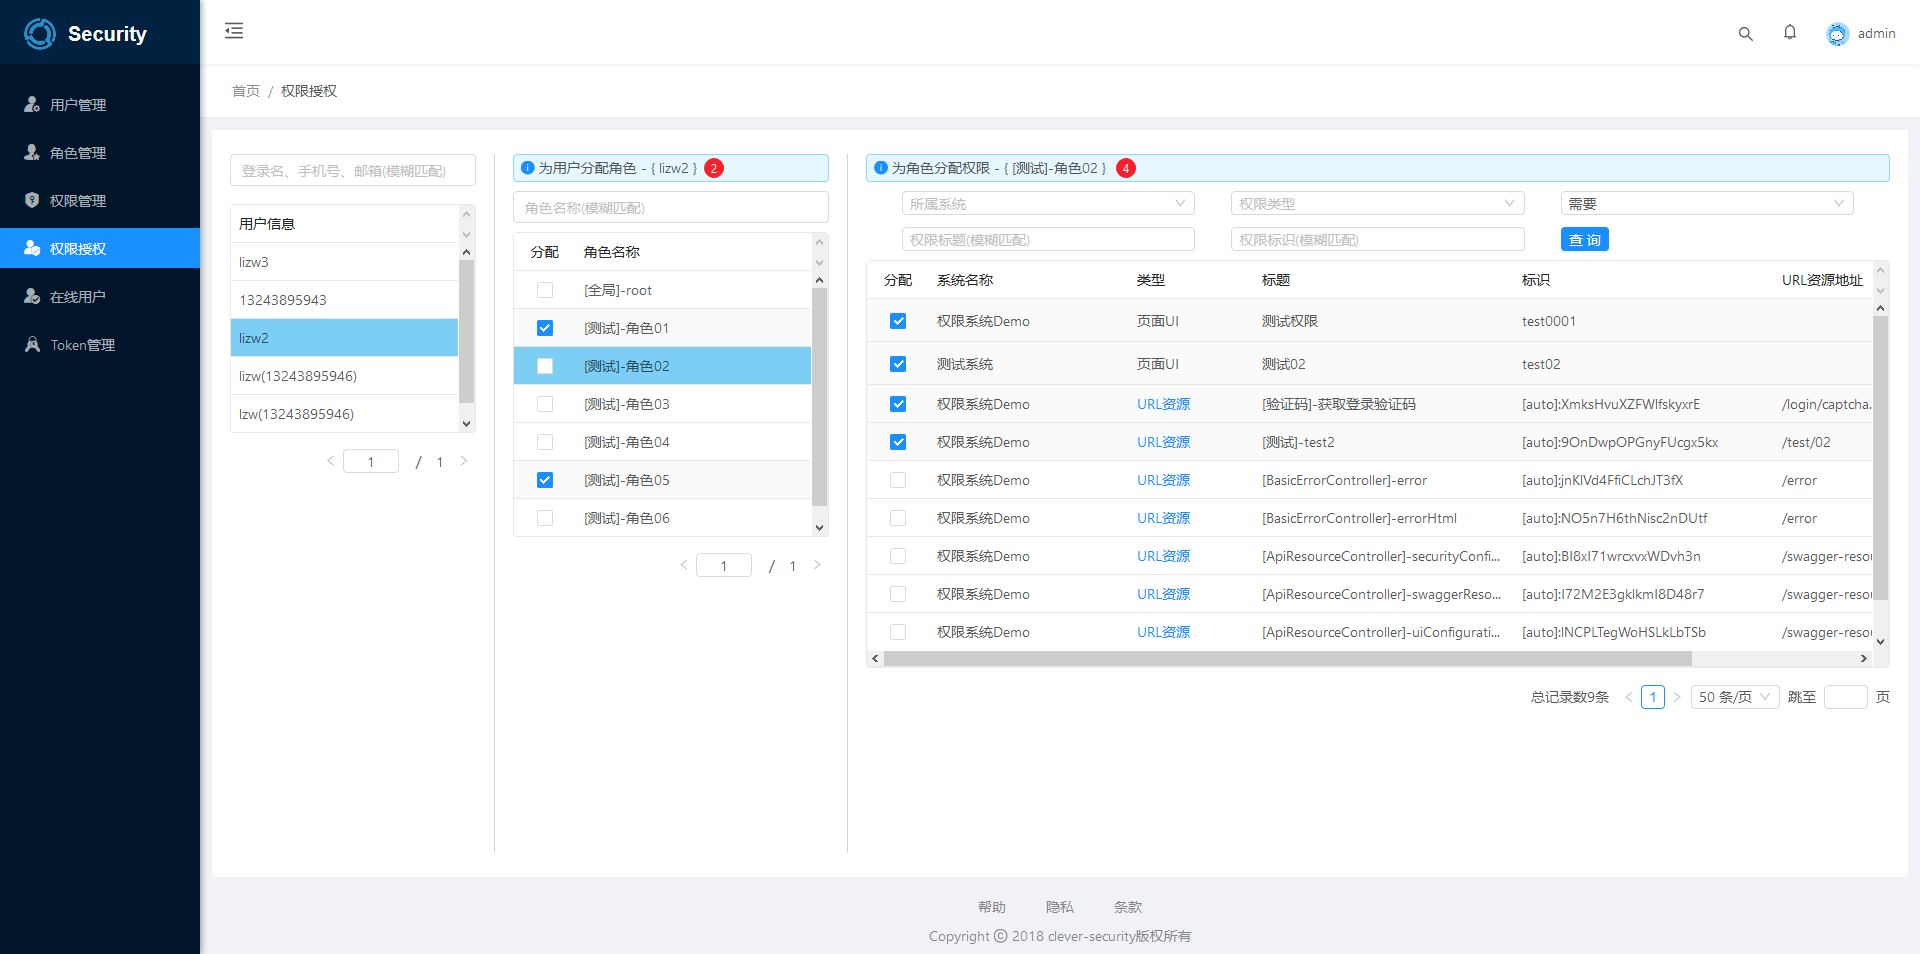 Security
admin
用户管理
角色管理
权限管理
权限授权
在线用户
Token管理
首页 / 权限授权
登录名、手机号、邮箱(模糊匹配)
用户信息
lizw3
13243895943
lizw2
lizw(13243895946)
lzw(13243895946)
1 / 1
为用户分配角色 - { lizw2 } 2
角色名称(模糊匹配)
分配 角色名称
[全局]-root
[测试]-角色01
[测试]-角色02
[测试]-角色03
[测试]-角色04
[测试]-角色05
[测试]-角色06
1 / 1
为角色分配权限 - { [测试]-角色02 } 4
所属系统 权限类型 需要
权限标题(模糊匹配) 权限标识(模糊匹配) 查 询
分配 系统名称 类型 标题 标识 URL资源地址
权限系统Demo 页面UI 测试权限 test0001
测试系统 页面UI 测试02 test02
权限系统Demo URL资源 [验证码]-获取登录验证码 [auto]:XmksHvuXZFWlfskyxrE /login/captcha.
权限系统Demo URL资源 [测试]-test2 [auto]:9OnDwpOPGnyFUcgx5kx /test/02
权限系统Demo URL资源 [BasicErrorController]-error [auto]:jnKlVd4FfiCLchJT3fX /error
权限系统Demo URL资源 [BasicErrorController]-errorHtml [auto]:NO5n7H6thNisc2nDUtf /error
权限系统Demo URL资源 [ApiResourceController]-securityConfi... [auto]:BI8xI71wrcxvxWDvh3n /swagger-resou
权限系统Demo URL资源 [ApiResourceController]-swaggerReso... [auto]:I72M2E3gklkmI8D48r7 /swagger-resou
权限系统Demo URL资源 [ApiResourceController]-uiConfigurati... [auto]:lNCPLTegWoHSLkLbTSb /swagger-resou
总记录数9条 1 50 条/页 跳至 页
帮助 隐私 条款
Copyright © 2018 clever-security版权所有